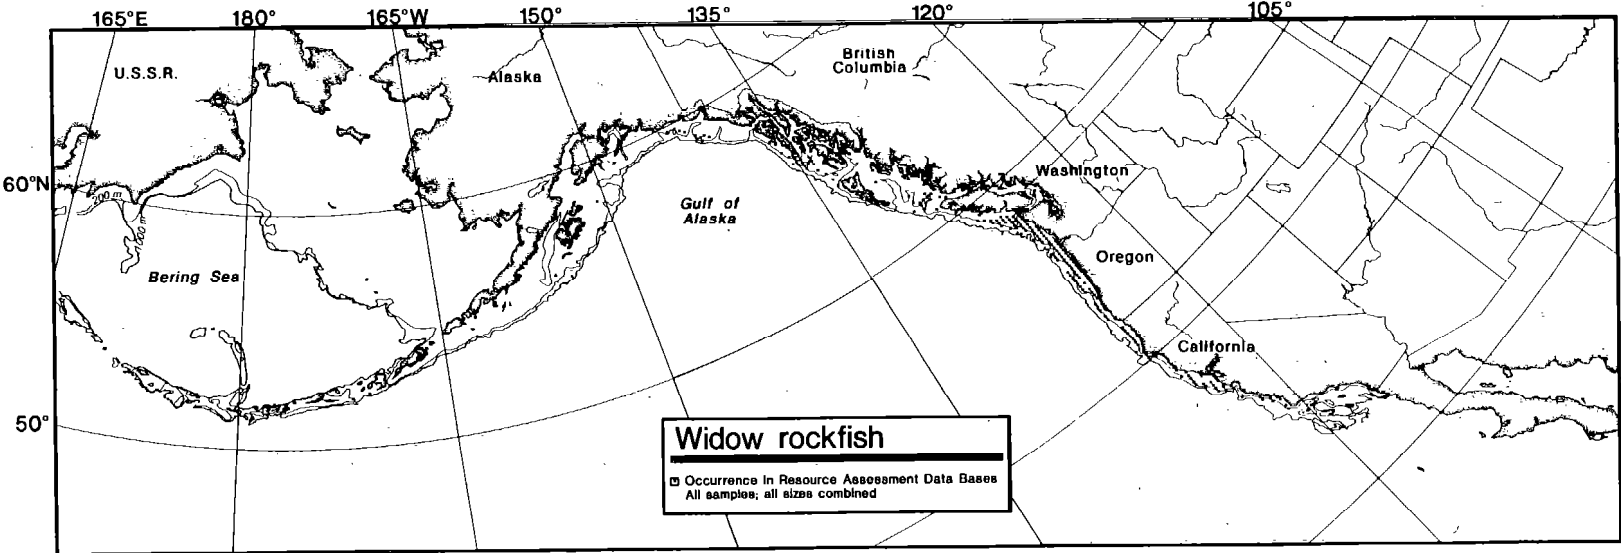 165°E 180° 165°W 150° 135° 120° 105°
U.S.S.R.
Alaska
British
Columbia
Washington
60°N
200 m
Gulf of
Alaska
Oregon
Bering Sea
California
50°
Widow rockfish
Occurrence In Resource Assessment Data Bases
All samples; all sizes combined